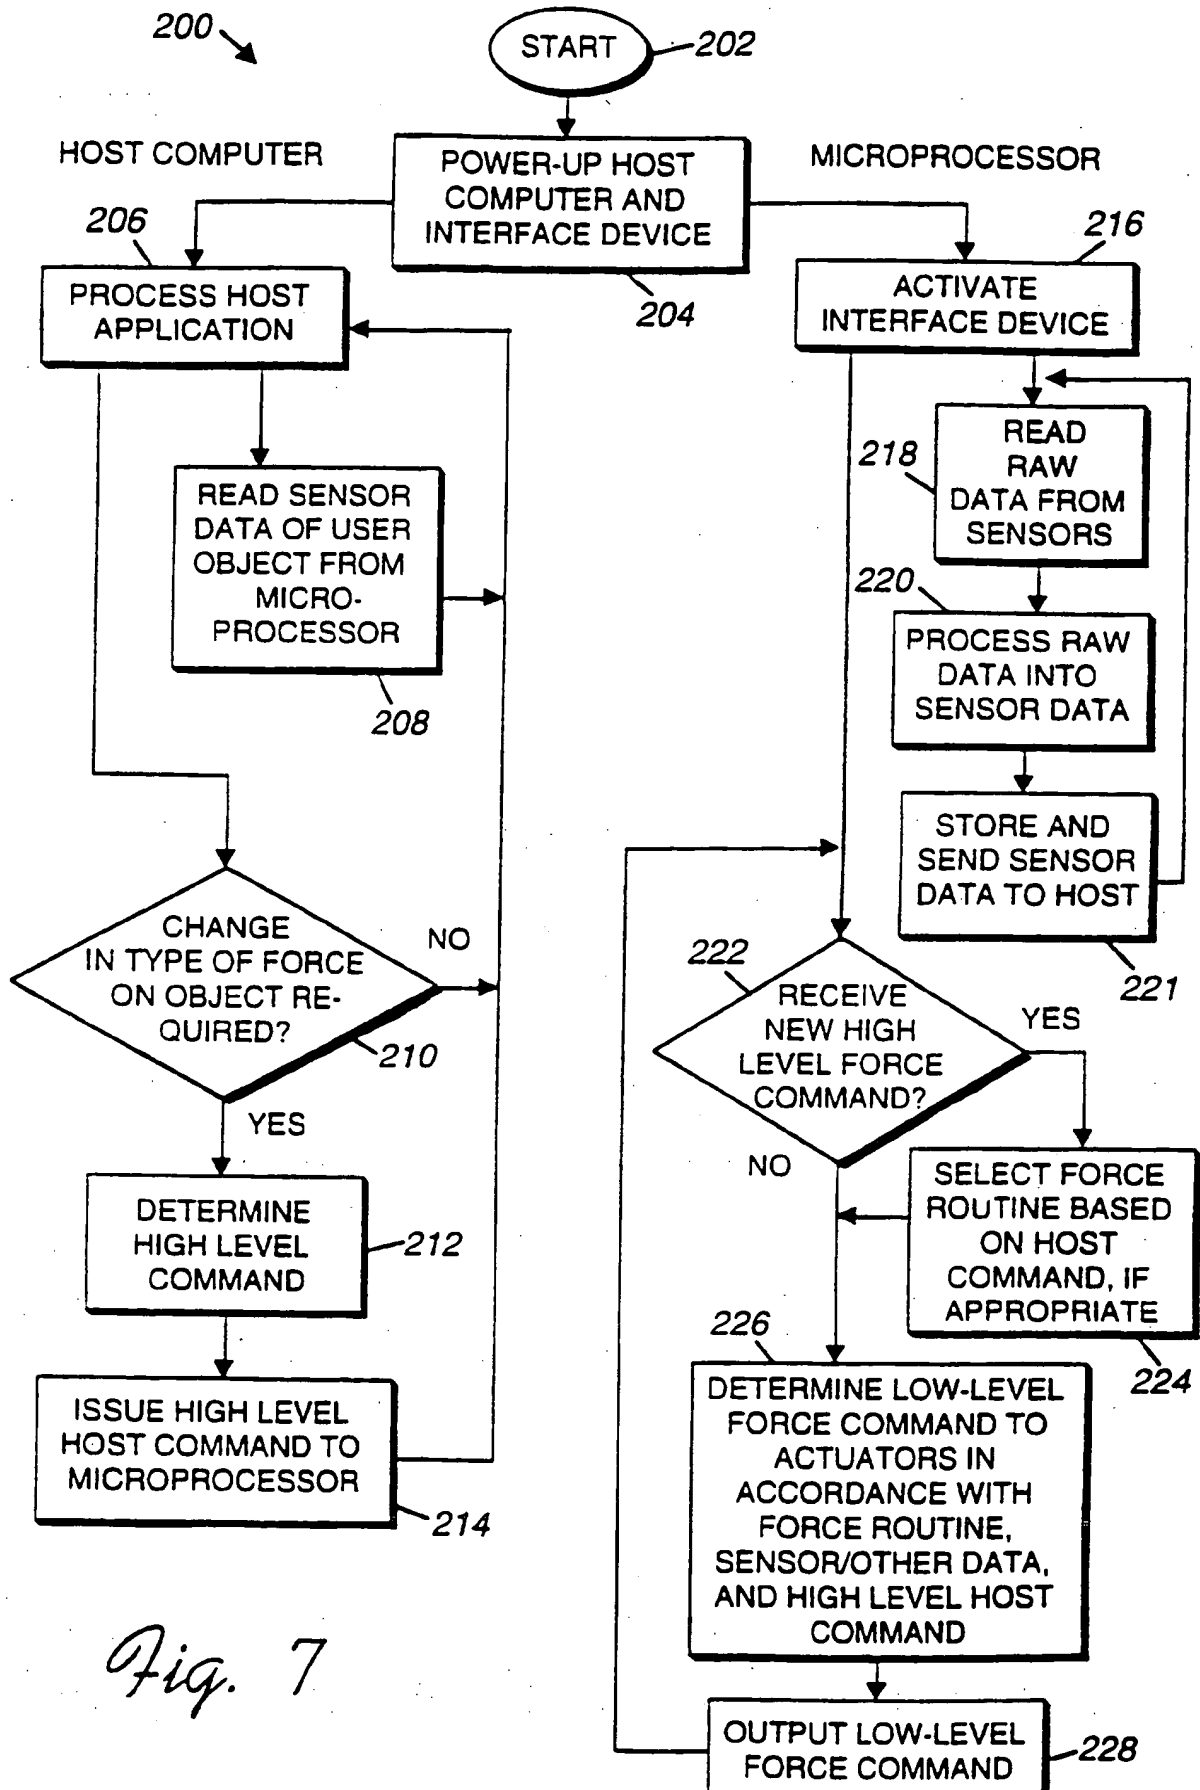 200
START
202
HOST COMPUTER
POWER-UP HOST
COMPUTER AND
INTERFACE DEVICE
204
MICROPROCESSOR
206
PROCESS HOST
APPLICATION
READ SENSOR
DATA OF USER
OBJECT FROM
MICRO-
PROCESSOR
208
CHANGE
IN TYPE OF FORCE
ON OBJECT RE-
QUIRED?
210
NO
YES
DETERMINE
HIGH LEVEL
COMMAND
212
ISSUE HIGH LEVEL
HOST COMMAND TO
MICROPROCESSOR
214
216
ACTIVATE
INTERFACE DEVICE
218
READ
RAW
DATA FROM
SENSORS
220
PROCESS RAW
DATA INTO
SENSOR DATA
STORE AND
SEND SENSOR
DATA TO HOST
221
222
RECEIVE
NEW HIGH
LEVEL FORCE
COMMAND?
YES
NO
SELECT FORCE
ROUTINE BASED
ON HOST
COMMAND, IF
APPROPRIATE
224
226
DETERMINE LOW-LEVEL
FORCE COMMAND TO
ACTUATORS IN
ACCORDANCE WITH
FORCE ROUTINE,
SENSOR/OTHER DATA,
AND HIGH LEVEL HOST
COMMAND
OUTPUT LOW-LEVEL
FORCE COMMAND
228
Fig. 7